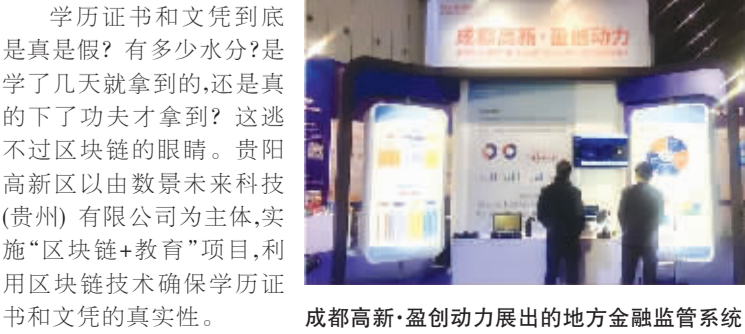 学历证书和文凭到底
是真是假？有多少水分?是
学了几天就拿到的,还是真
的下了功夫才拿到？这逃
不过区块链的眼睛。贵阳
高新区以由数景未来科技
(贵州) 有限公司为主体,实
施“区块链+教育”项目,利
用区块链技术确保学历证
书和文凭的真实性。
成都高新·盈创动力
成都高新·盈创动力展出的地方金融监管系统